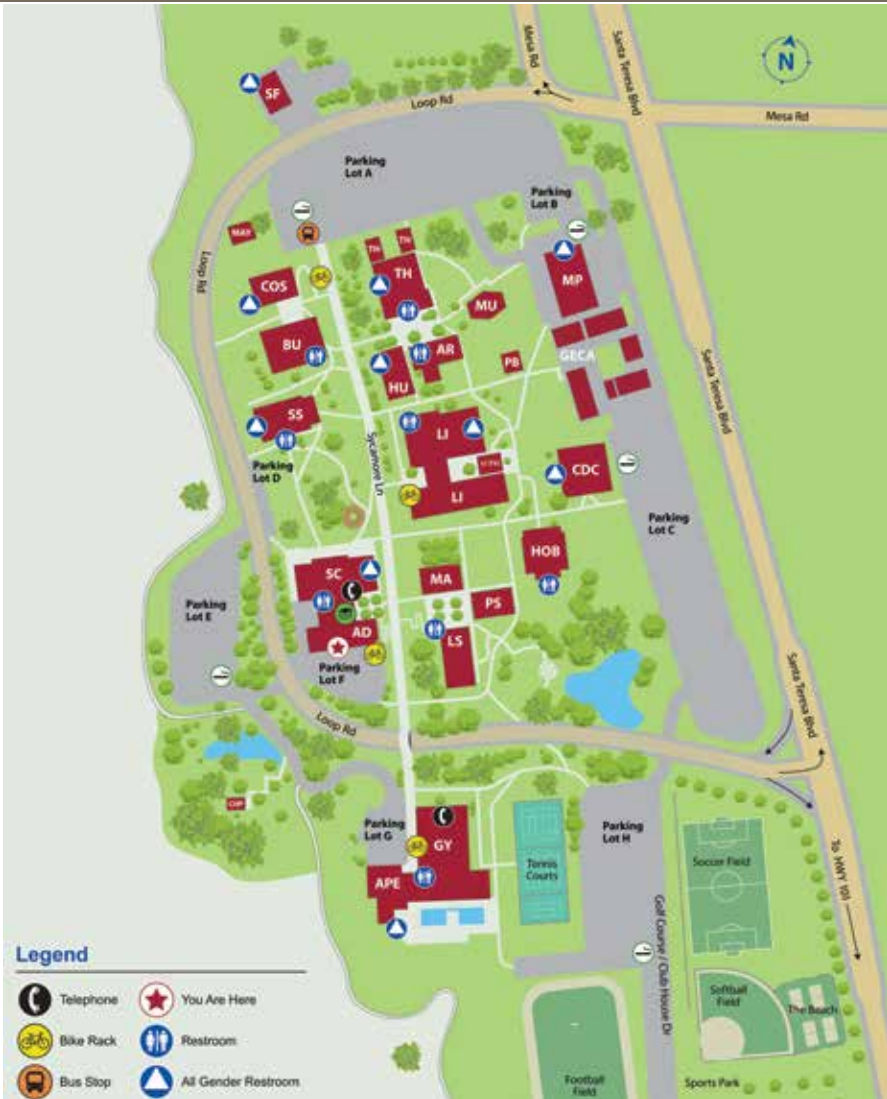 Mesa Rd
Santa Teresa Blvd
N
SF
Loop Rd
Mesa Rd
Parking
Lot A
Parking
Lot B
MAY
TH
TH
Loop Rd
COS
TH
MP
MU
BU
AR
PB
GECA
HU
Santa Teresa Blvd
SS
LI
Parking
Lot D
Sycamore Ln
CDC
LI
Parking
Lot C
HOB
SC
MA
Parking
Lot E
PS
AD
LS
Parking
Lot F
Santa Teresa Blvd
Loop Rd
Parking
Lot G
GY
Parking
Lot H
Tennis
Courts
Soccer Field
To HWY 101
APE
Golf Course / Club House Dr
Softball
Field
The Beach
Football
Field
Sports Park
Legend
Telephone
You Are Here
Bike Rack
Restroom
Bus Stop
All Gender Restroom